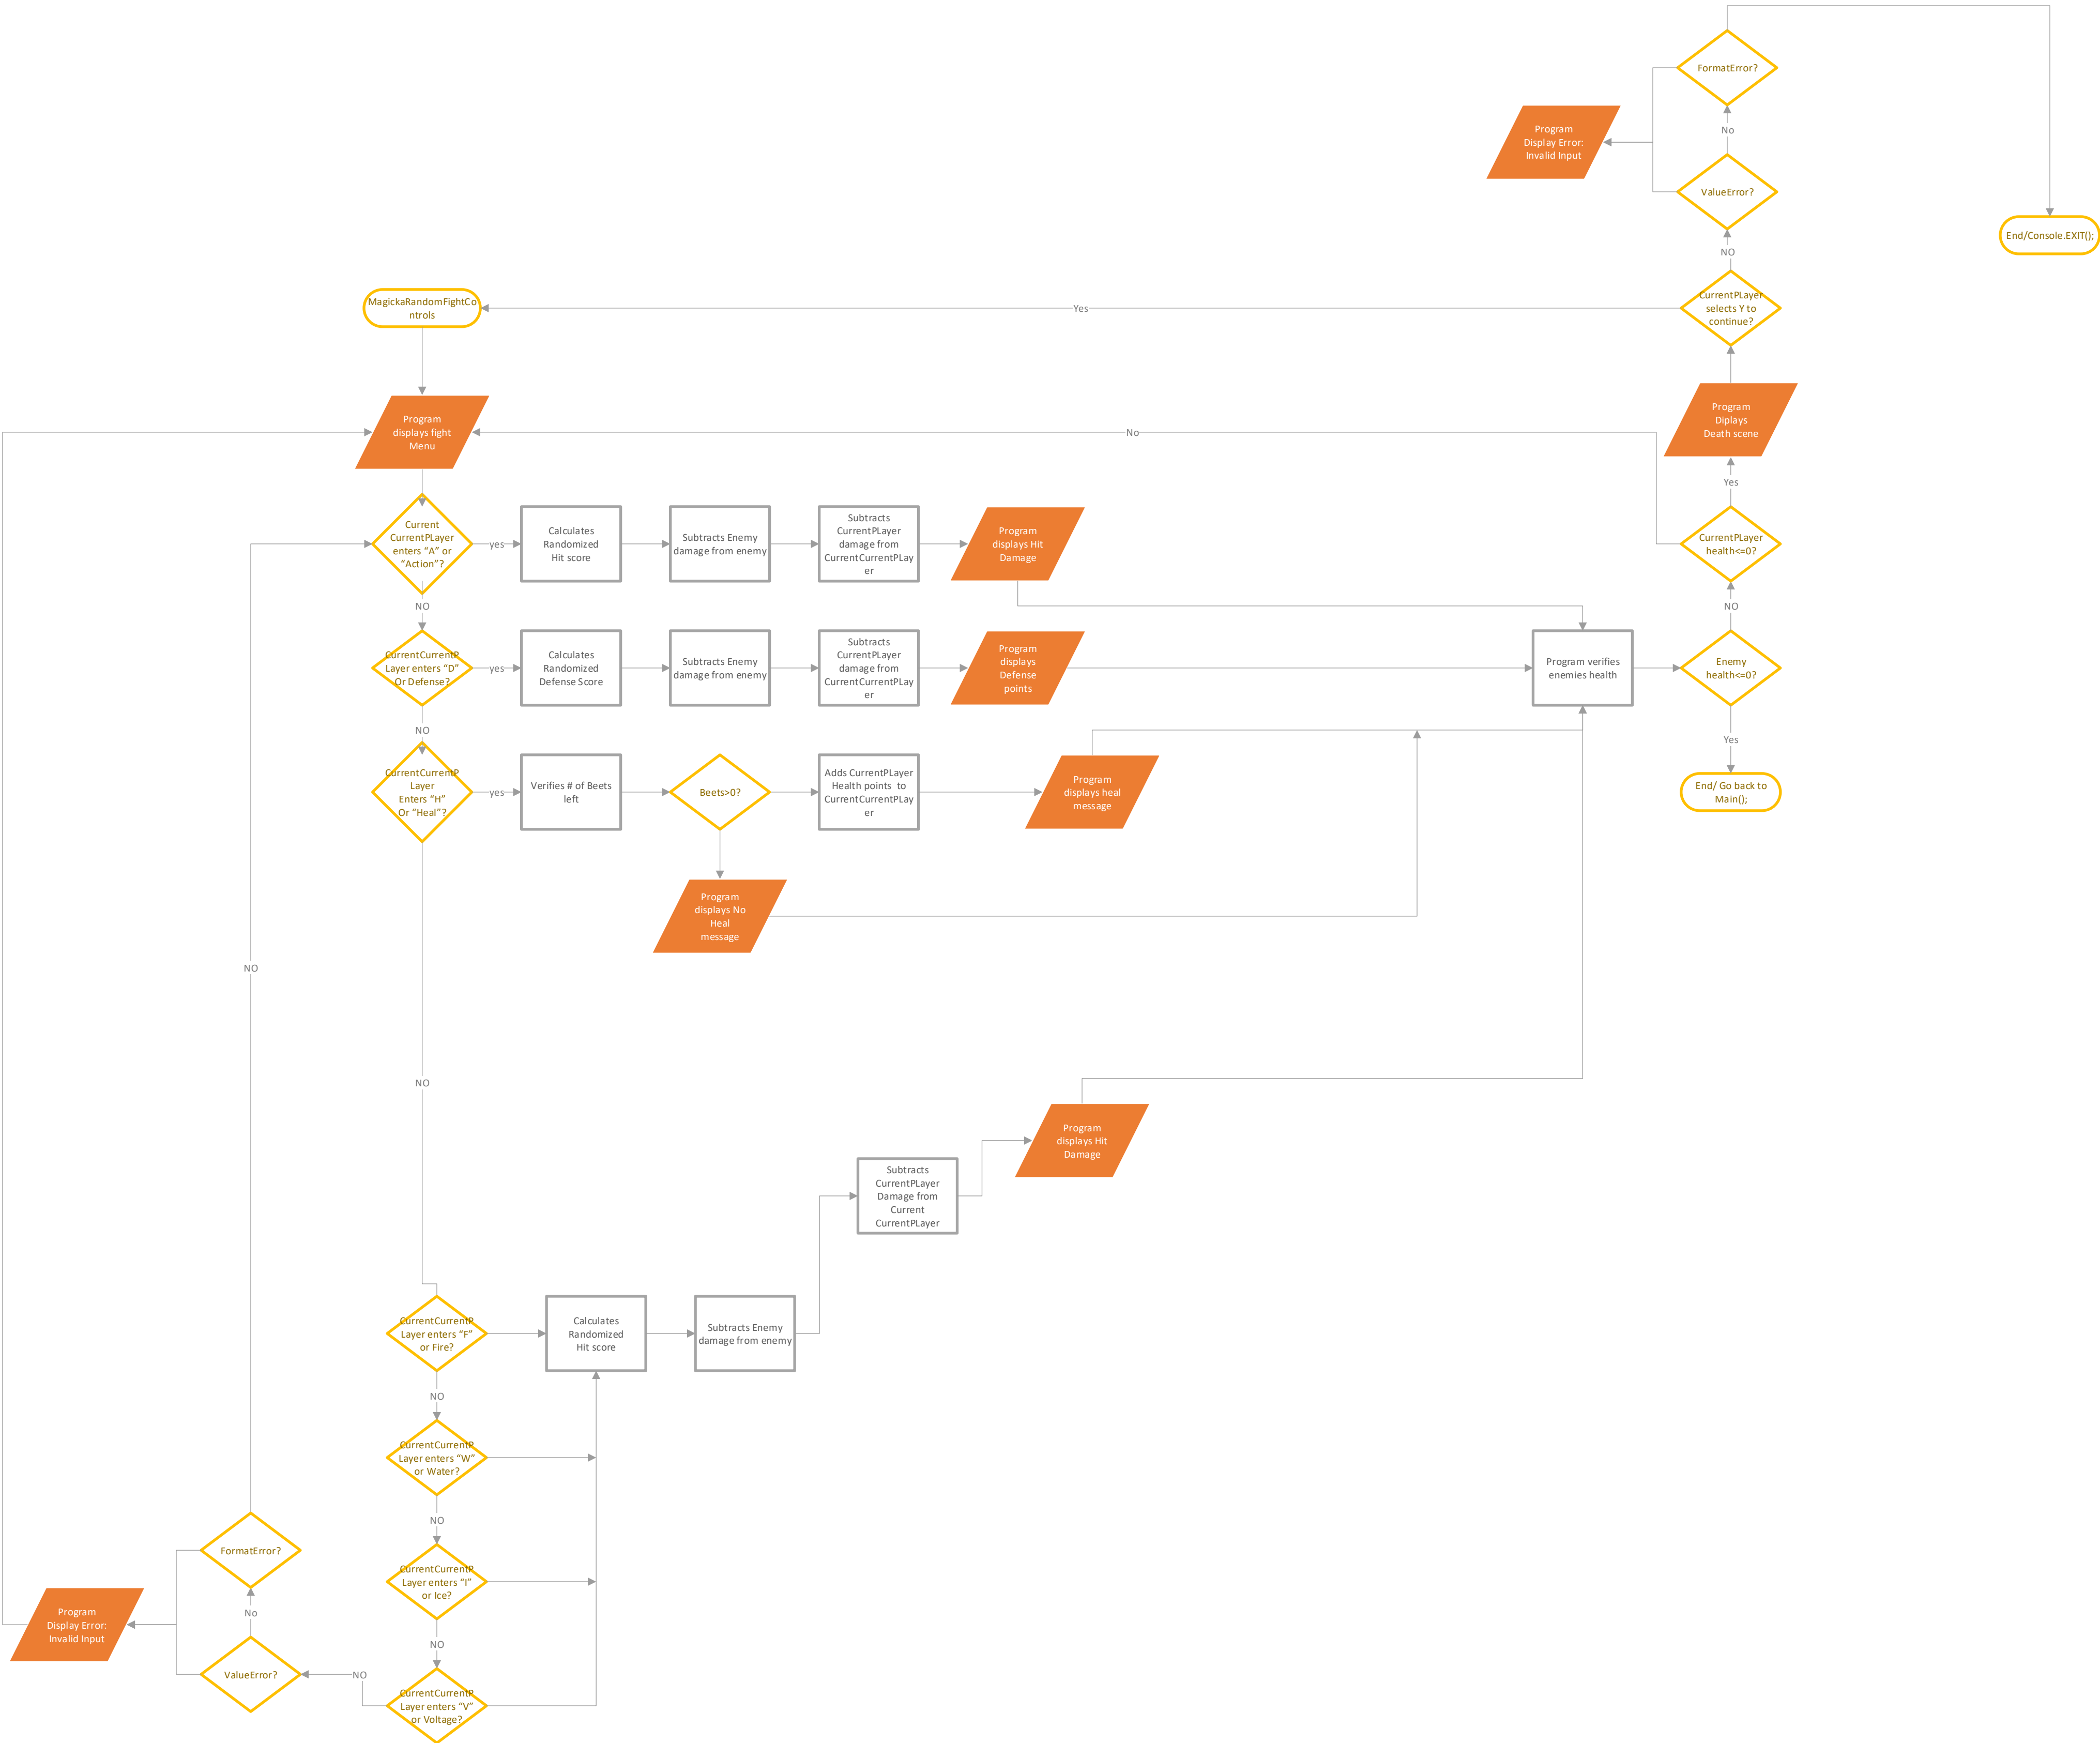 FormatError?
No
Program
Display Error:
Invalid Input
ValueError?
NO
End/Console.EXIT();
MagickaRandomFightCo
ntrols
Yes
CurrentPLayer
selects Y to
continue?
Program
displays fight
Menu
No
Program
Diplays
Death scene
Yes
Current
CurrentPLayer
enters “A” or
“Action”?
yes
Calculates
Randomized
Hit score
Subtracts Enemy
damage from enemy
Subtracts
CurrentPLayer
damage from
CurrentCurrentPLay
er
Program
displays Hit
Damage
CurrentPLayer
health<=0?
NO
NO
CurrentCurrentP
Layer enters “D”
Or Defense?
yes
Calculates
Randomized
Defense Score
Subtracts Enemy
damage from enemy
Subtracts
CurrentPLayer
damage from
CurrentCurrentPLay
er
Program
displays
Defense
points
Program verifies
enemies health
Enemy
health<=0?
NO
Yes
CurrentCurrentP
Layer
Enters “H”
Or “Heal”?
yes
Verifies # of Beets
left
Beets>0?
Adds CurrentPLayer
Health points  to
CurrentCurrentPLay
er
Program
displays heal
message
End/ Go back to
Main();
Program
displays No
Heal
message
NO
NO
Program
displays Hit
Damage
Subtracts
CurrentPLayer
Damage from
Current
CurrentPLayer
CurrentCurrentP
Layer enters “F”
or Fire?
Calculates
Randomized
Hit score
Subtracts Enemy
damage from enemy
NO
CurrentCurrentP
Layer enters “W”
or Water?
NO
FormatError?
CurrentCurrentP
Layer enters “I”
or Ice?
No
Program
Display Error:
Invalid Input
NO
ValueError?
NO
CurrentCurrentP
Layer enters “V”
or Voltage?